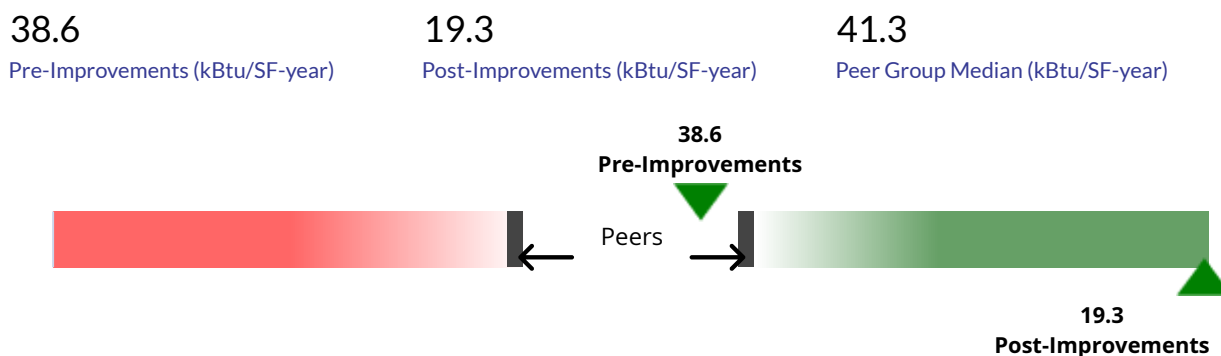 38.6
Pre-Improvements (kBtu/SF-year)
19.3
Post-Improvements (kBtu/SF-year)
41.3
Peer Group Median (kBtu/SF-year)
38.6
Pre-Improvements
Peers
19.3
Post-Improvements